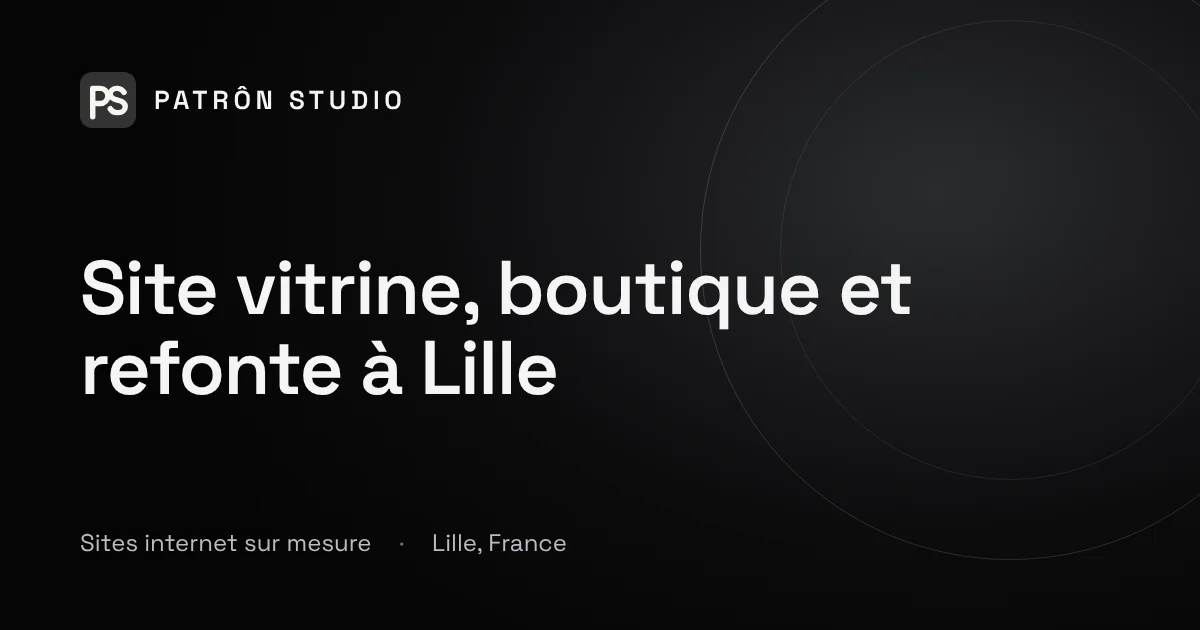 PS PATRÔN STUDIO
Site vitrine, boutique et
refonte à Lille
Sites internet sur mesure · Lille, France